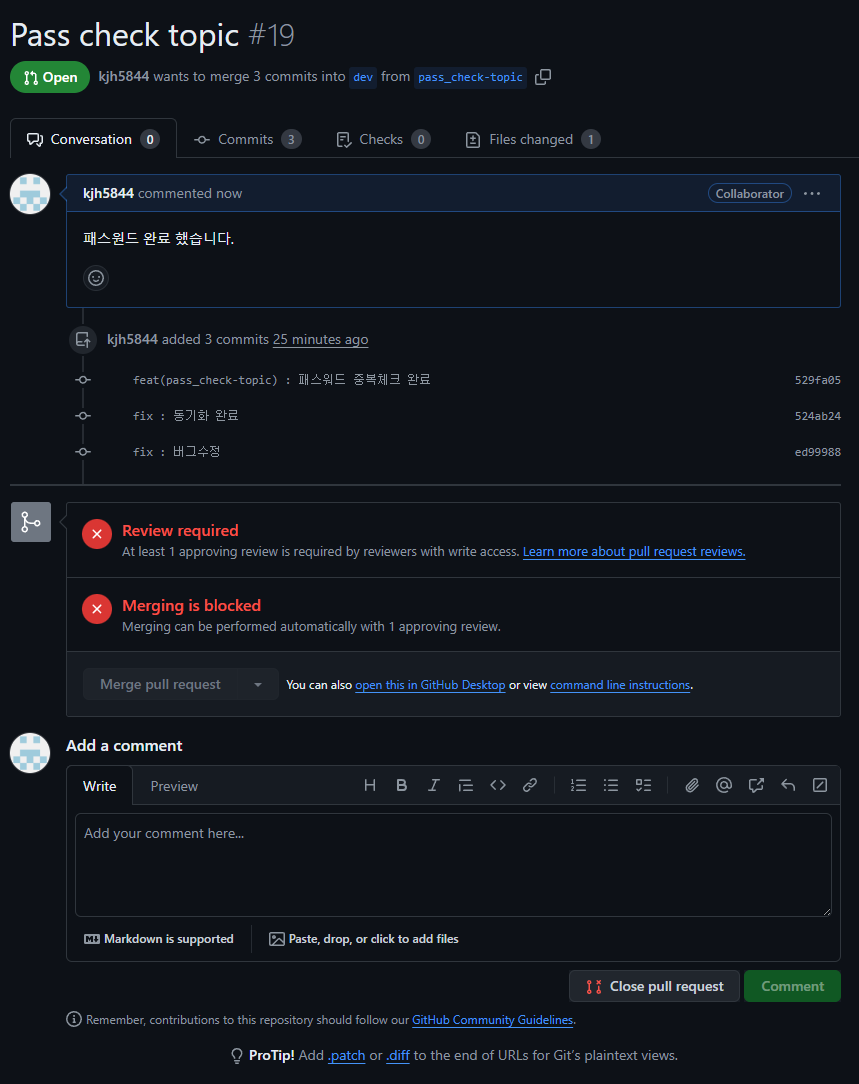 Pass check topic #19
Open kjh5844 wants to merge 3 commits into dev from pass_check-topic
Conversation 0 Commits 3 Checks 0 Files changed 1
kjh5844 commented now Collaborator
패스원드 완료 했습니다.
kjh5844 added 3 commits 25 minutes ago
feat(pass_check-topic) : 패스워드 중복체크 완료 529fa05
fix : 동기화 완료 524ab24
fix : 버그수정 ed99988
Review required
At least 1 approving review is required by reviewers with write access. Learn more about pull request reviews.
Merging is blocked
Merging can be performed automatically with 1 approving review.
Merge pull request You can also open this in GitHub Desktop or view command line instructions.
Add a comment
Write Preview
Add your comment here...
Markdown is supported Paste, drop, or click to add files
Close pull request Comment
Remember, contributions to this repository should follow our GitHub Community Guidelines.
ProTip! Add .patch or .diff to the end of URLs for Git's plaintext views.